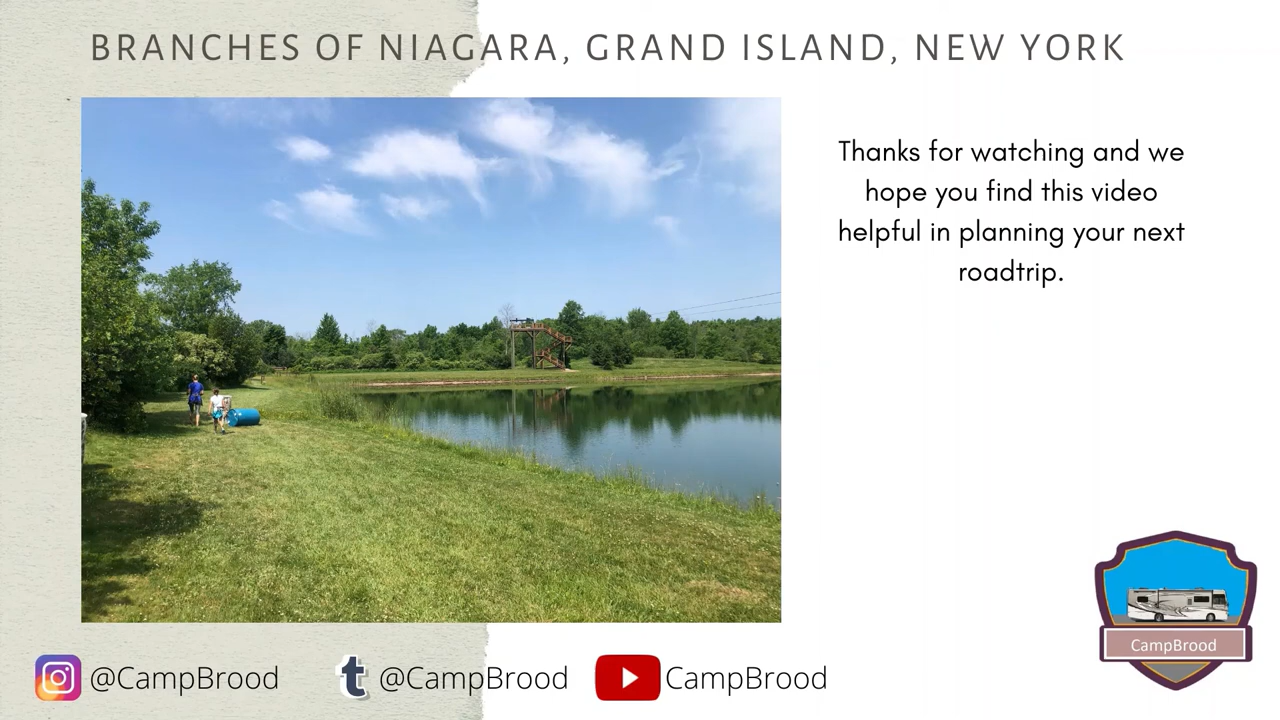 BRANCHES OF NIAGARA, GRAND ISLAND, NEW YORK
Thanks for watching and we
hope you find this video
helpful in planning your next
roadtrip.
CampBrood
@CampBrood
t @CampBrood
CampBrood